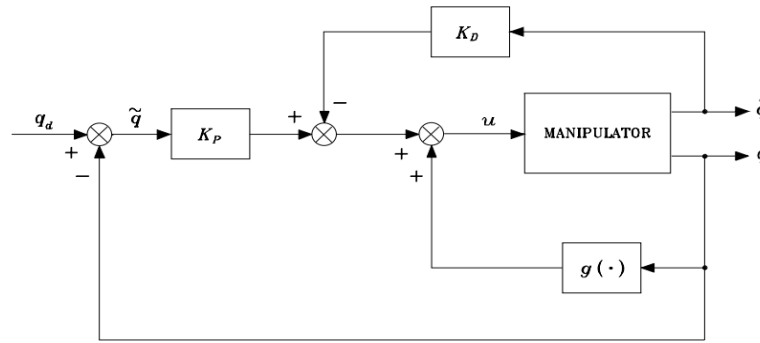 K_D
−
q_d
q̃
+
+
u
MANIPULATOR
K_P
+
−
+
+
g(·)